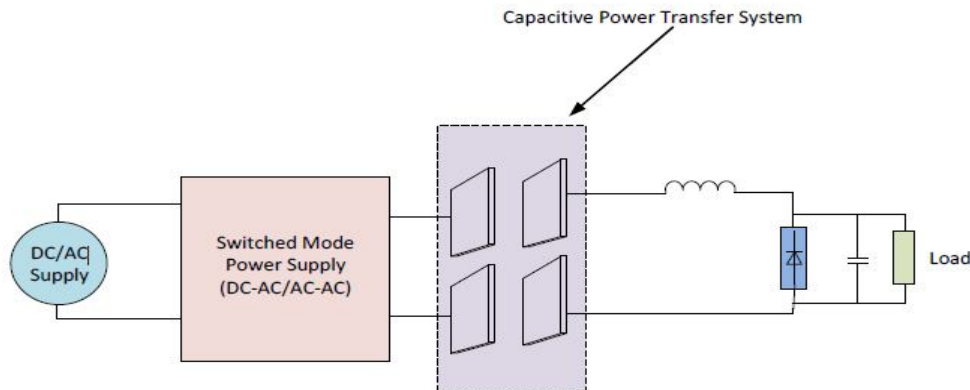 Capacitive Power Transfer System
DC/AC
Supply
Switched Mode
Power Supply
(DC-AC/AC-AC)
Load